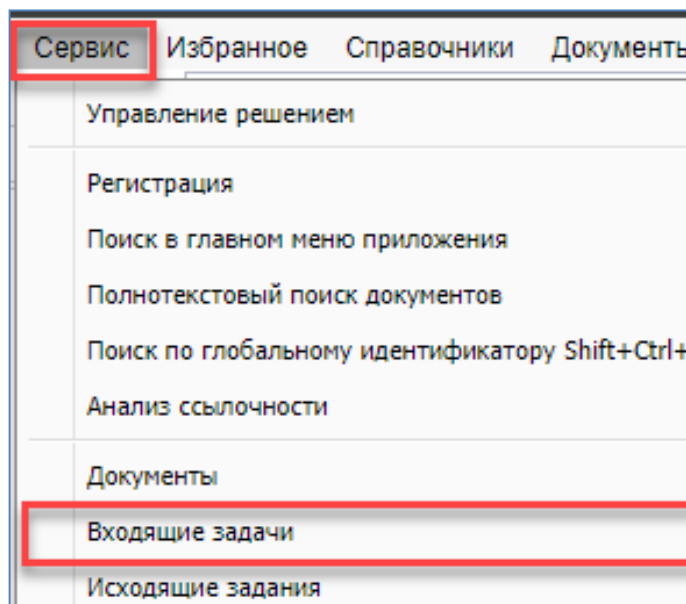 Сервис Избранное Справочники Документы
Управление решением
Регистрация
Поиск в главном меню приложения
Полнотекстовый поиск документов
Поиск по глобальному идентификатору Shift+Ctrl+
Анализ ссылочности
Документы
Входящие задачи
Исходящие задания